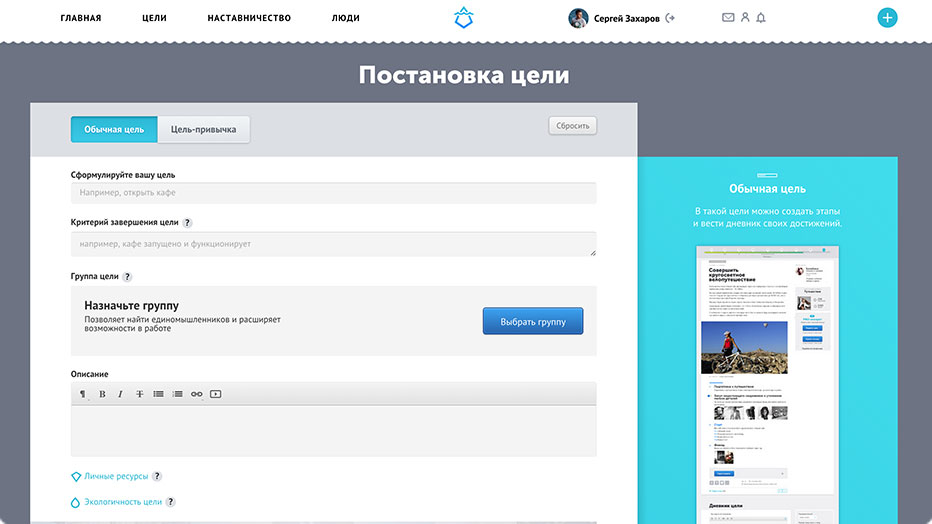 ГЛАВНАЯ ЦЕЛИ НАСТАВНИЧЕСТВО ЛЮДИ Сергей Захаров
Постановка цели
Обычная цель Цель-привычка Сбросить
Сформулируйте вашу цель
Например, открыть кафе
Критерий завершения цели ?
например, кафе запущено и функционирует
Группа цели ?
Назначьте группу
Позволяет найти единомышленников и расширяет
возможности в работе
Выбрать группу
Описание
¶ B I T
Личные ресурсы ?
Экологичность цели ?
Обычная цель
В такой цели можно создать этапы
и вести дневник своих достижений.
Совершить
кругосветное
велопутешествие
Дневник цели